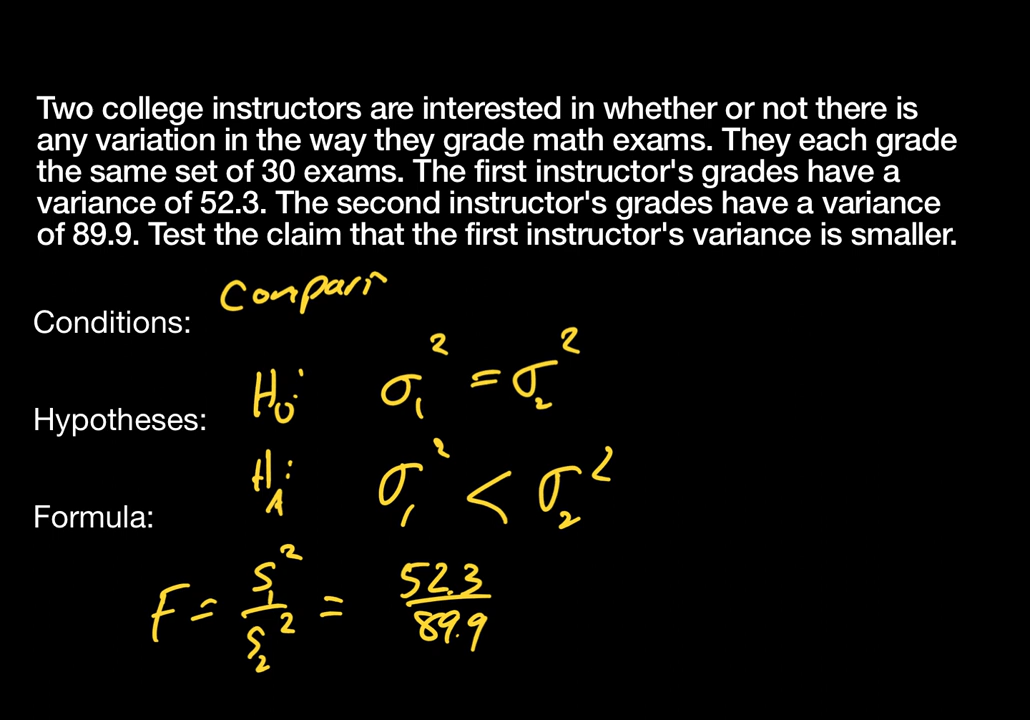 Two college instructors are interested in whether or not there is
any variation in the way they grade math exams. They each grade
the same set of 30 exams. The first instructor's grades have a
variance of 52.3. The second instructor's grades have a variance
of 89.9. Test the claim that the first instructor's variance is smaller.
Conditions: Compari
Hypotheses: H₀: σ₁² = σ₂²
H_A: σ₁² < σ₂²
Formula:
F = s₁²/s₂² = 52.3/89.9